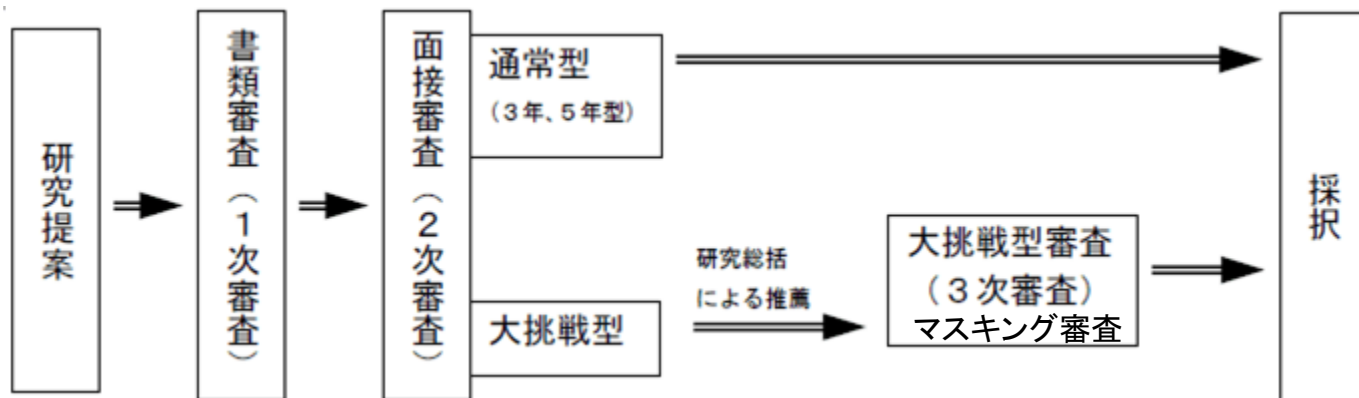 研究提案
書類審査（１次審査）
面接審査（２次審査）
通常型
（３年、５年型）
大挑戦型
研究総括
による推薦
大挑戦型審査
（３次審査）
マスキング審査
採択